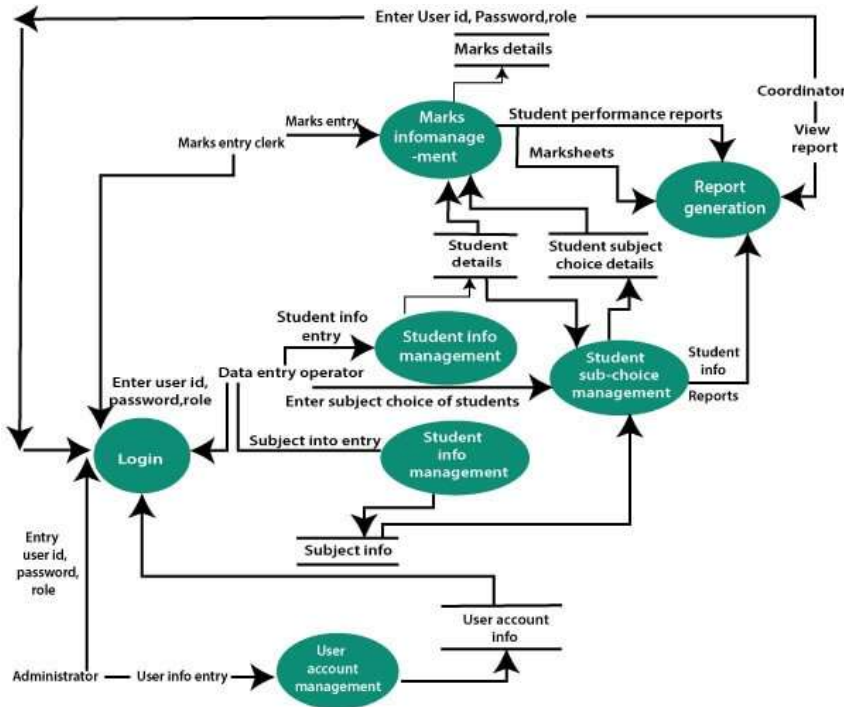 Enter User id, Password,role
Marks details
Coordinator
Marks entry
Marks
infomanage
-ment
Student performance reports
View
report
Marks entry clerk
Marksheets
Report
generation
Student
details
Student subject
choice details
Student info
entry
Student info
management
Student
sub-choice
management
Student
info
Reports
Data entry operator
Enter user id,
password,role
Enter subject choice of students
Login
Subject into entry
Student
info
management
Entry
user id,
password,
role
Subject info
User account
info
Administrator
User info entry
User
account
management